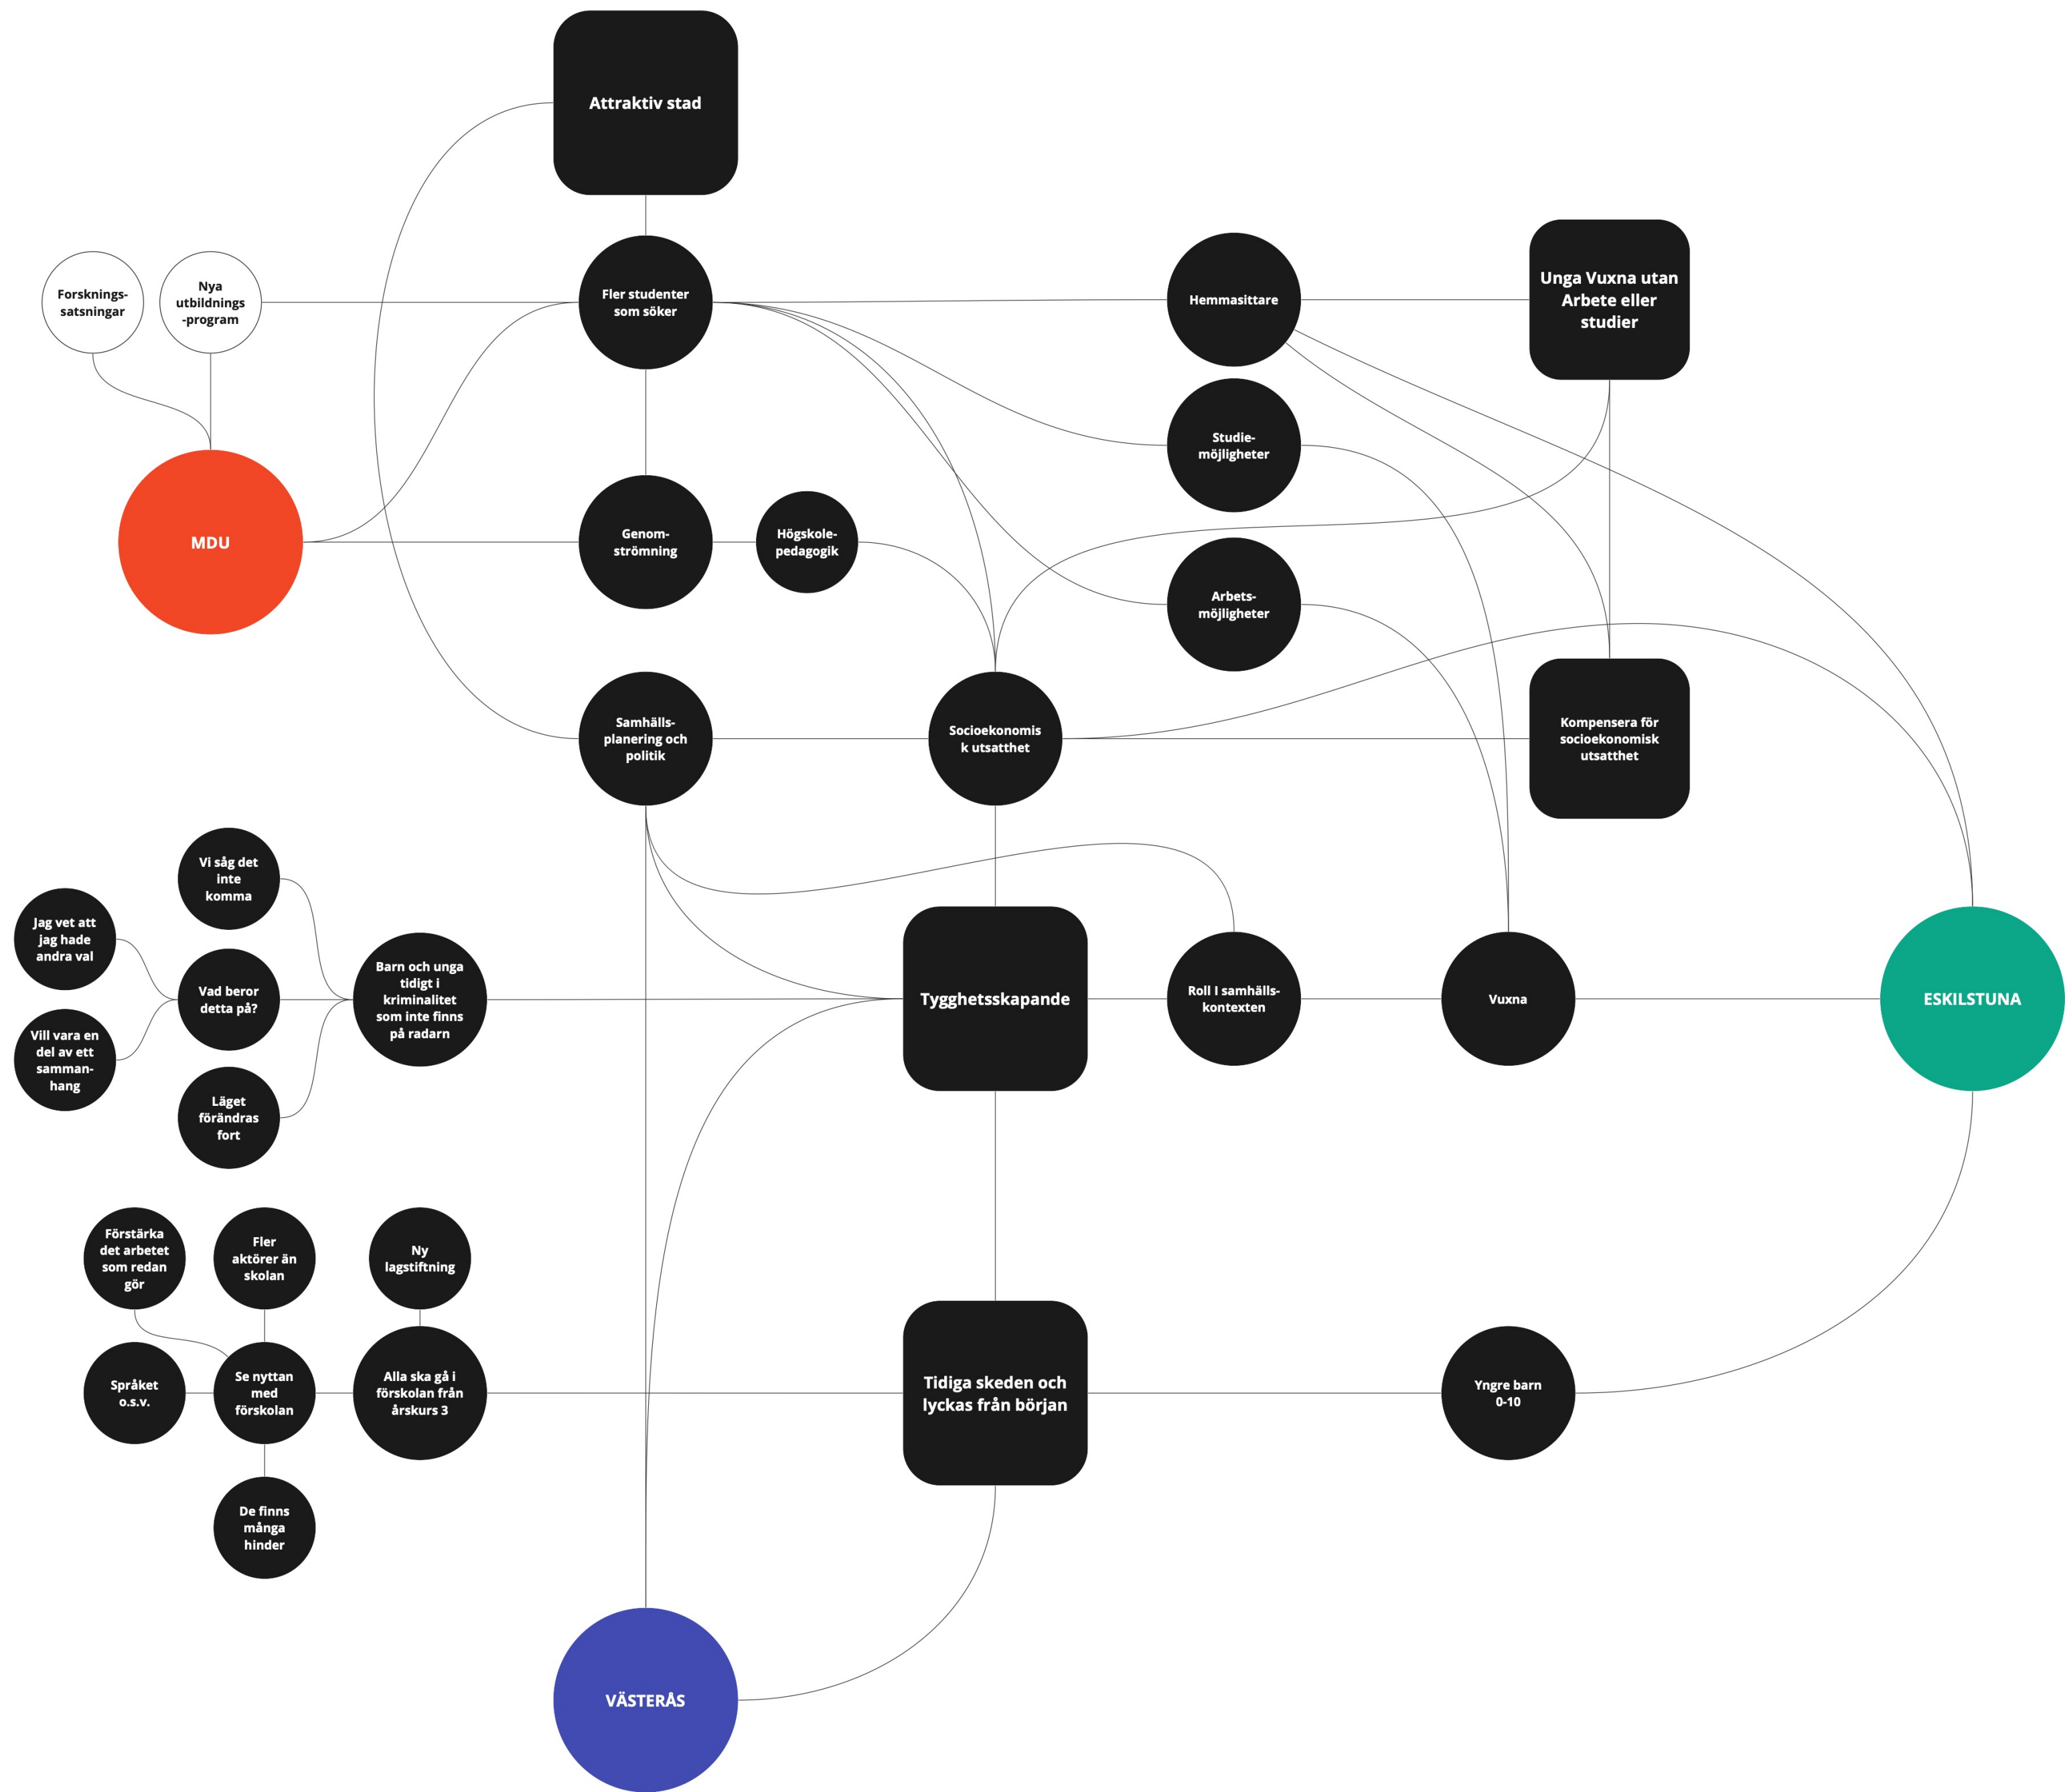 Attraktiv stad
Forsknings-
satsningar
Nya
utbildnings
-program
Fler studenter
som söker
Hemmasittare
Unga Vuxna utan
Arbete eller
studier
Studie-
möjligheter
MDU
Genom-
strömning
Högskole-
pedagogik
Arbets-
möjligheter
Samhälls-
planering och
politik
Socioekonomis
k utsatthet
Kompensera för
socioekonomisk
utsatthet
Vi såg det
inte
komma
Jag vet att
jag hade
andra val
Vad beror
detta på?
Vill vara en
del av ett
samman-
hang
Läget
förändras
fort
Barn och unga
tidigt i
kriminalitet
som inte finns
på radarn
Tygghetsskapande
Roll I samhälls-
kontexten
Vuxna
ESKILSTUNA
Förstärka
det arbetet
som redan
gör
Fler
aktörer än
skolan
Ny
lagstiftning
Språket
o.s.v.
Se nyttan
med
förskolan
Alla ska gå i
förskolan från
årskurs 3
Tidiga skeden och
lyckas från början
Yngre barn
0-10
De finns
många
hinder
VÄSTERÅS